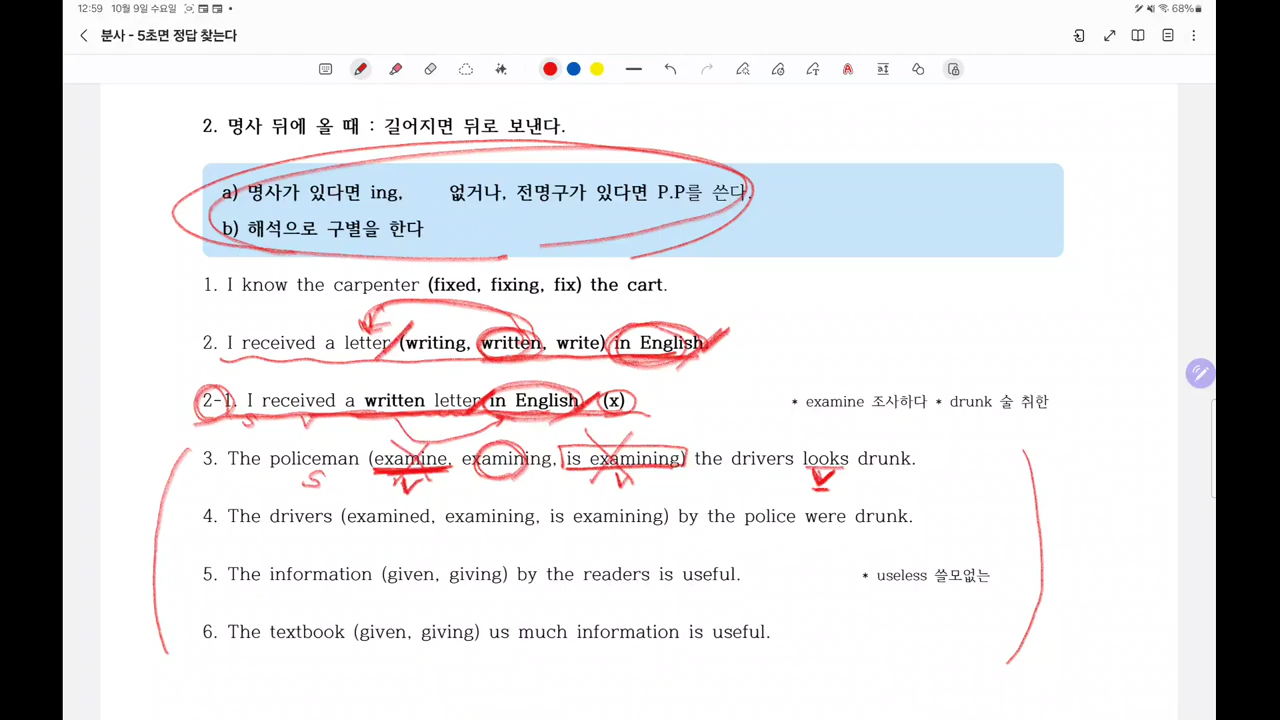 12:59 10월 9일 수요일 68%
분사 - 5초면 정답 찾는다
2. 명사 뒤에 올 때 : 길어지면 뒤로 보낸다.
a) 명사가 있다면 ing, 없거나, 전명구가 있다면 P.P를 쓴다.
b) 해석으로 구별을 한다
1. I know the carpenter (fixed, fixing, fix) the cart.
2. I received a letter (writing, written, write) in English.
2-1. I received a written letter in English. (x) * examine 조사하다 * drunk 술 취한
S V
3. The policeman (examine, examining, is examining) the drivers looks drunk.
S V V V
4. The drivers (examined, examining, is examining) by the police were drunk.
5. The information (given, giving) by the readers is useful. * useless 쓸모없는
6. The textbook (given, giving) us much information is useful.